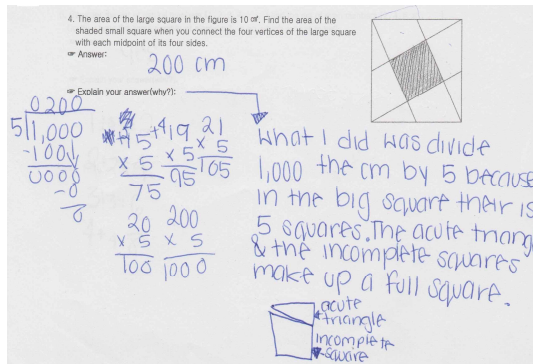 4. The area of the large square in the figure is 10 ㎠. Find the area of the
shaded small square when you connect the four vertices of the large square
with each midpoint of its four sides.
☞ Answer:
200 cm
☞ Explain your answer(why?):
0200
5 1,000
-1001
0000
-0
0
15
x 5
75
+4
19
x 5
95
21
x 5
105
20
x 5
100
200
x 5
1000
What I did was divide
1,000 the cm by 5 because
in the big square their is
5 squares. The acute triang
& the incomplete squares
make up a full square.
acute
triangle
incomplete
square